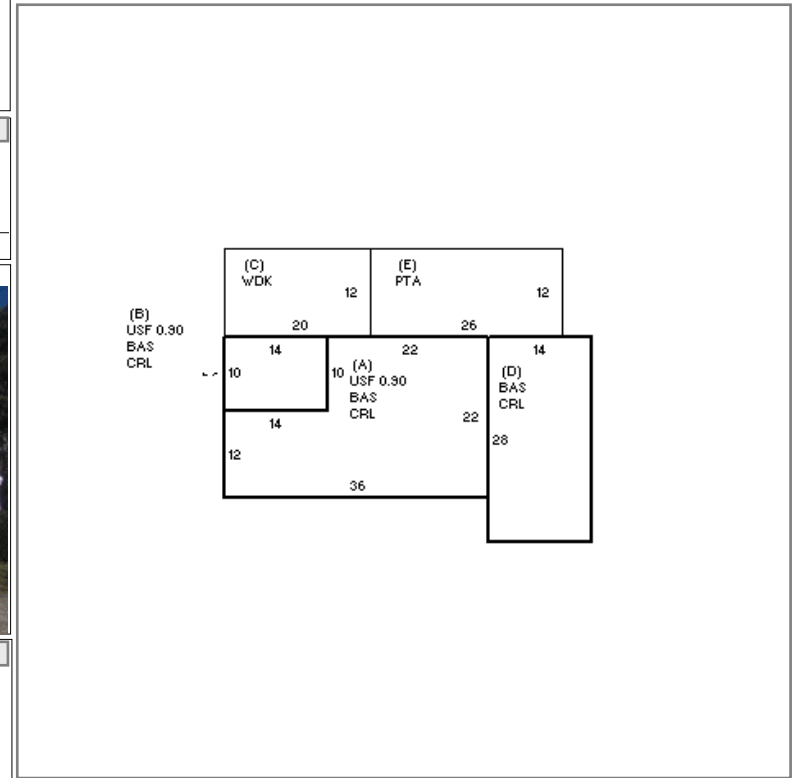 (C)
WDK
12
20
(E)
PTA
12
26
(B)
USF 0.90
BAS
CRL
14
10
14
22
10
(A)
USF 0.90
BAS
CRL
22
12
36
14
(D)
BAS
CRL
28